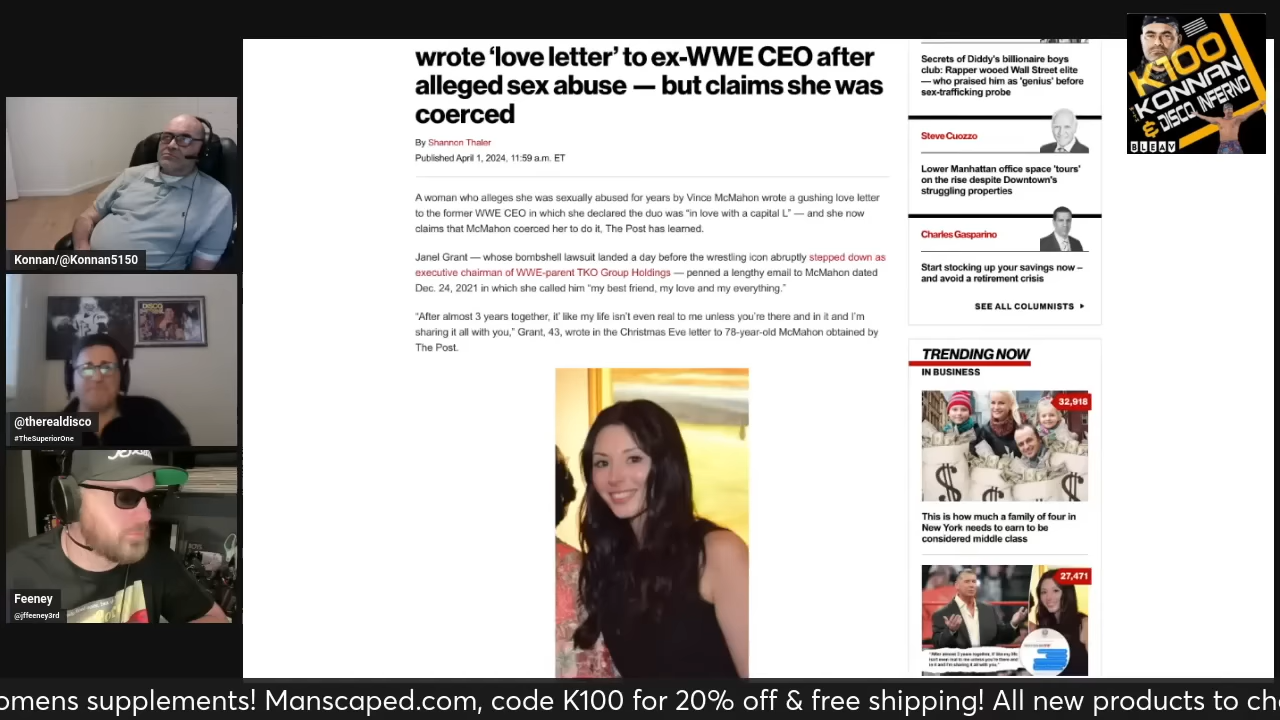 wrote ‘love letter’ to ex-WWE CEO after
alleged sex abuse — but claims she was
coerced
By Shannon Thaler
Published April 1, 2024, 11:59 a.m. ET
A woman who alleges she was sexually abused for years by Vince McMahon wrote a gushing love letter
to the former WWE CEO in which she declared the duo was “in love with a capital L” — and she now
claims that McMahon coerced her to do it, The Post has learned.
Janel Grant — whose bombshell lawsuit landed a day before the wrestling icon abruptly stepped down as
executive chairman of WWE-parent TKO Group Holdings — penned a lengthy email to McMahon dated
Dec. 24, 2021 in which she called him “my best friend, my love and my everything.”
“After almost 3 years together, it’ like my life isn’t even real to me unless you’re there and in it and I’m
sharing it all with you,” Grant, 43, wrote in the Christmas Eve letter to 78-year-old McMahon obtained by
The Post.
Secrets of Diddy's billionaire boys
club: Rapper wooed Wall Street elite
— who praised him as 'genius' before
sex-trafficking probe
Steve Cuozzo
Lower Manhattan office space 'tours'
on the rise despite Downtown's
struggling properties
Charles Gasparino
Start stocking up your savings now –
and avoid a retirement crisis
SEE ALL COLUMNISTS
TRENDING NOW
IN BUSINESS
32,918
This is how much a family of four in
New York needs to earn to be
considered middle class
27,471
K100
KONNAN
& DISCO INFERNO
BLEAV
Konnan/@Konnan5150
DISCO
@therealdisco
#TheSuperiorOne
Feeney
@jffeeney3rd
omens supplements! Manscaped.com, code K100 for 20% off & free shipping! All new products to ch